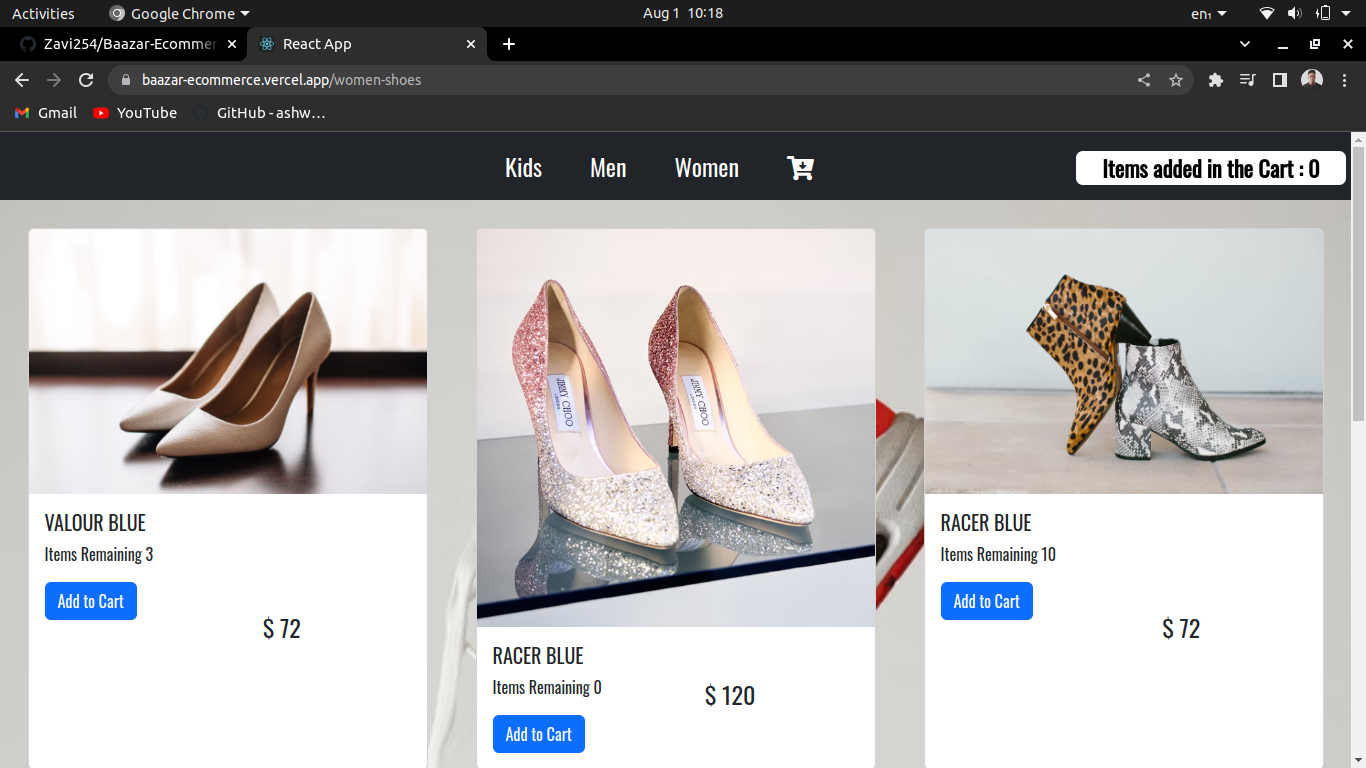 Activities
Google Chrome
Aug 1 10:18
en₁
Zavi254/Baazar-Ecommer
React App
baazar-ecommerce.vercel.app/women-shoes
Gmail
YouTube
GitHub - ashw…
Kids
Men
Women
Items added in the Cart : 0
JIMMY CHOO
JIMMY CHOO
VALOUR BLUE
Items Remaining 3
Add to Cart
$ 72
RACER BLUE
Items Remaining 0
$ 120
Add to Cart
RACER BLUE
Items Remaining 10
Add to Cart
$ 72